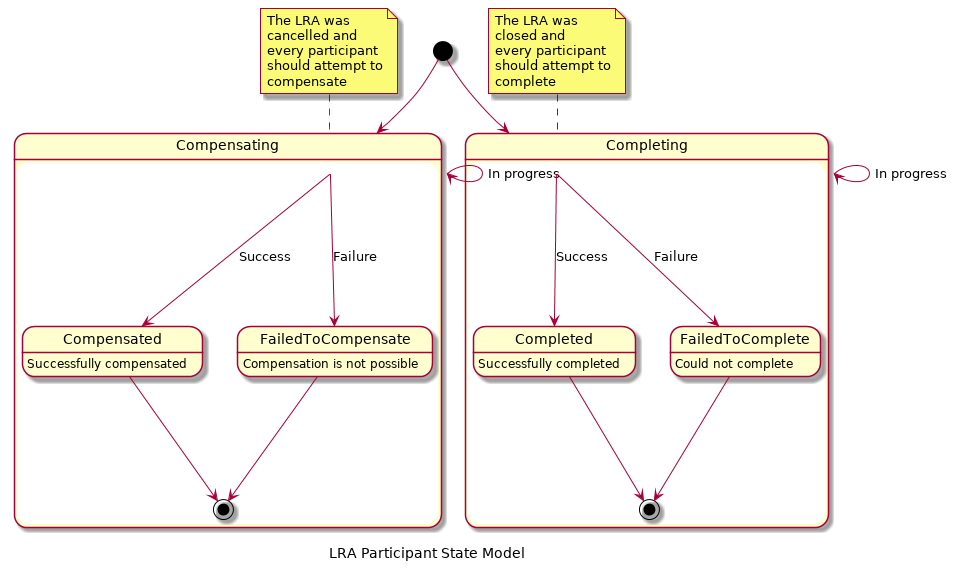 The LRA was
cancelled and
every participant
should attempt to
compensate
The LRA was
closed and
every participant
should attempt to
complete
Compensating
Completing
In progress
In progress
Success
Failure
Success
Failure
Compensated
Successfully compensated
FailedToCompensate
Compensation is not possible
Completed
Successfully completed
FailedToComplete
Could not complete
LRA Participant State Model